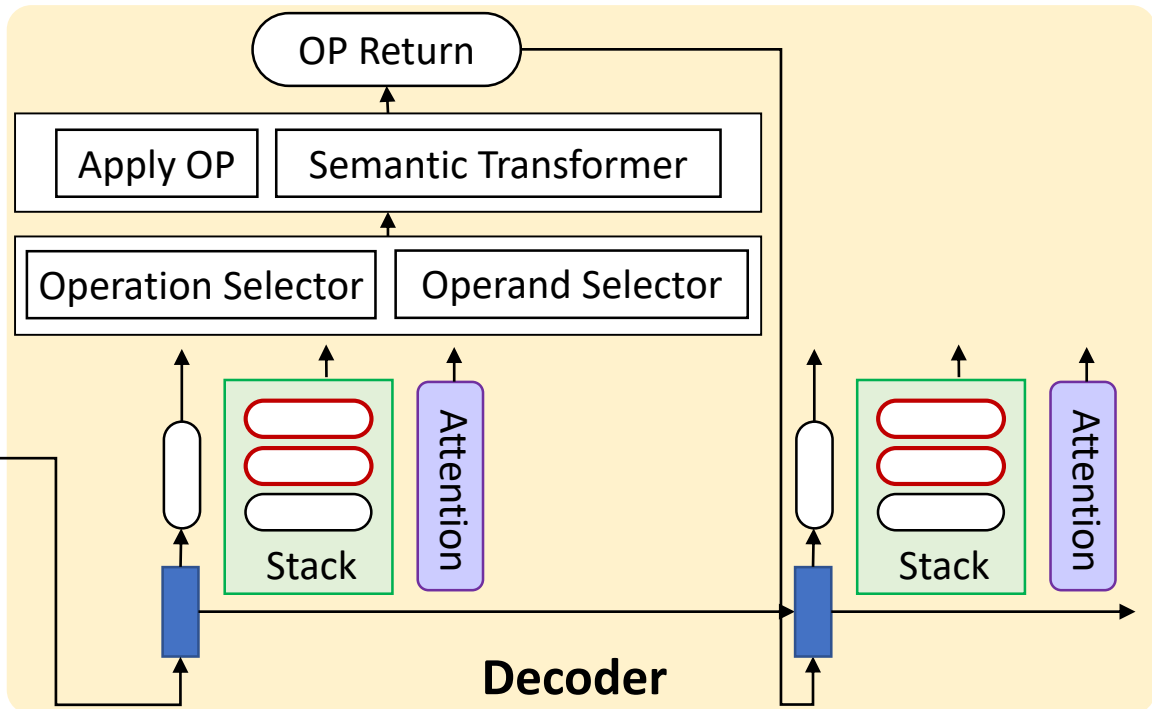 OP Return
Apply OP
Semantic Transformer
Operation Selector
Operand Selector
Stack
Attention
Stack
Attention
Decoder